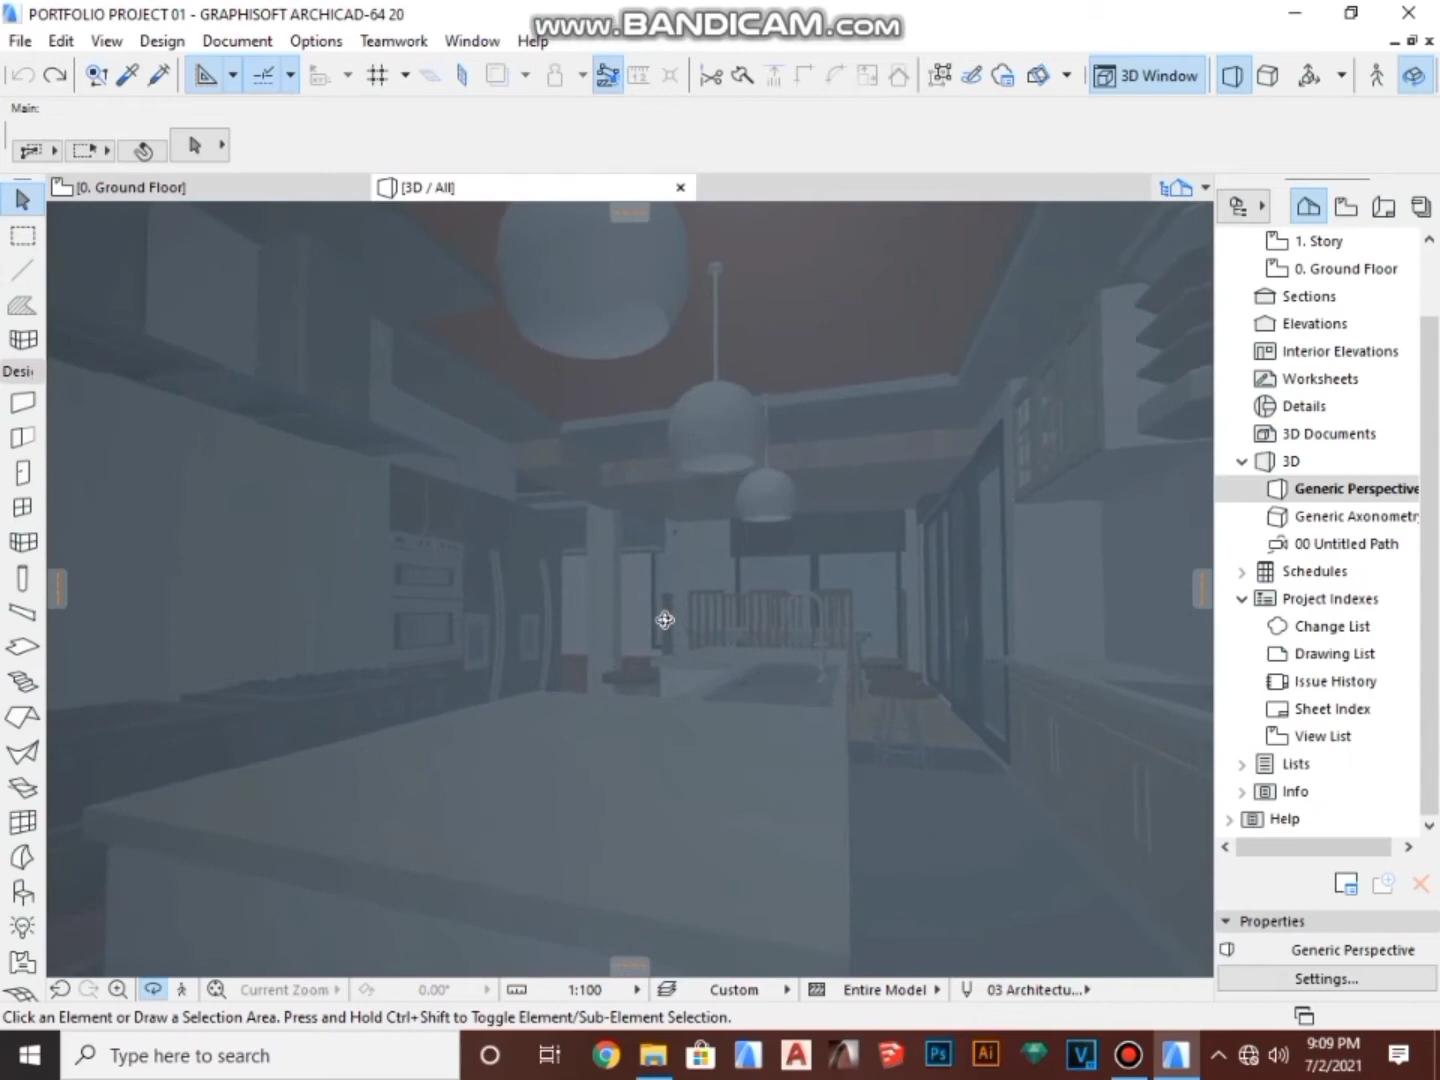 PORTFOLIO PROJECT 01 - GRAPHISOFT ARCHICAD-64 20
www.BANDICAM.com
File Edit View Design Document Options Teamwork Window Help
3D Window
Main:
[0. Ground Floor]
[3D / All]
1. Story
0. Ground Floor
Sections
Elevations
Interior Elevations
Worksheets
Details
3D Documents
3D
Generic Perspective
Generic Axonometr
00 Untitled Path
Schedules
Project Indexes
Change List
Drawing List
Issue History
Sheet Index
View List
Lists
Info
Help
Desi
Properties
Generic Perspective
Settings...
Current Zoom
0.00°
1:100
Custom
Entire Model
03 Architectu...
Click an Element or Draw a Selection Area. Press and Hold Ctrl+Shift to Toggle Element/Sub-Element Selection.
Type here to search
Ps
Ai
V
9:09 PM
7/2/2021